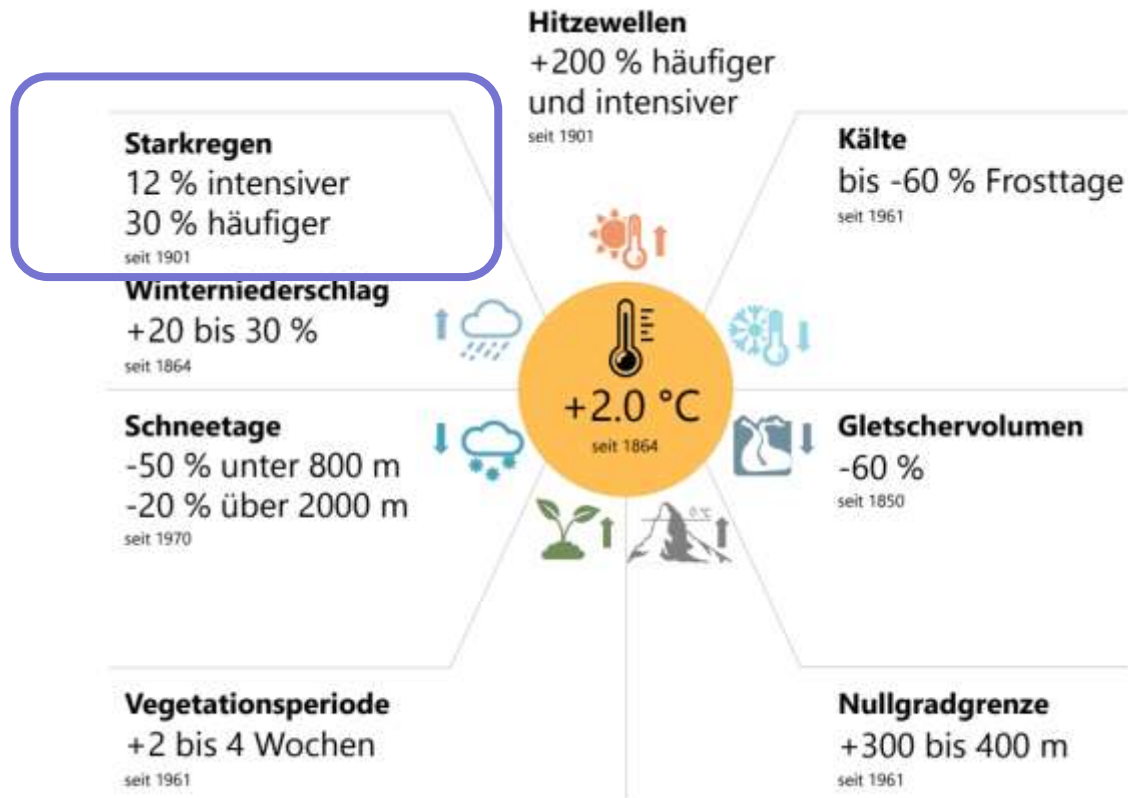 Hitzewellen
+200 % häufiger
und intensiver
seit 1901
Starkregen
12 % intensiver
30 % häufiger
seit 1901
Winterniederschlag
+20 bis 30 %
seit 1864
Kälte
bis -60 % Frosttage
seit 1961
+2.0 °C
seit 1864
Schneetage
-50 % unter 800 m
-20 % über 2000 m
seit 1970
Gletschervolumen
-60 %
seit 1850
Vegetationsperiode
+2 bis 4 Wochen
seit 1961
Nullgradgrenze
+300 bis 400 m
seit 1961